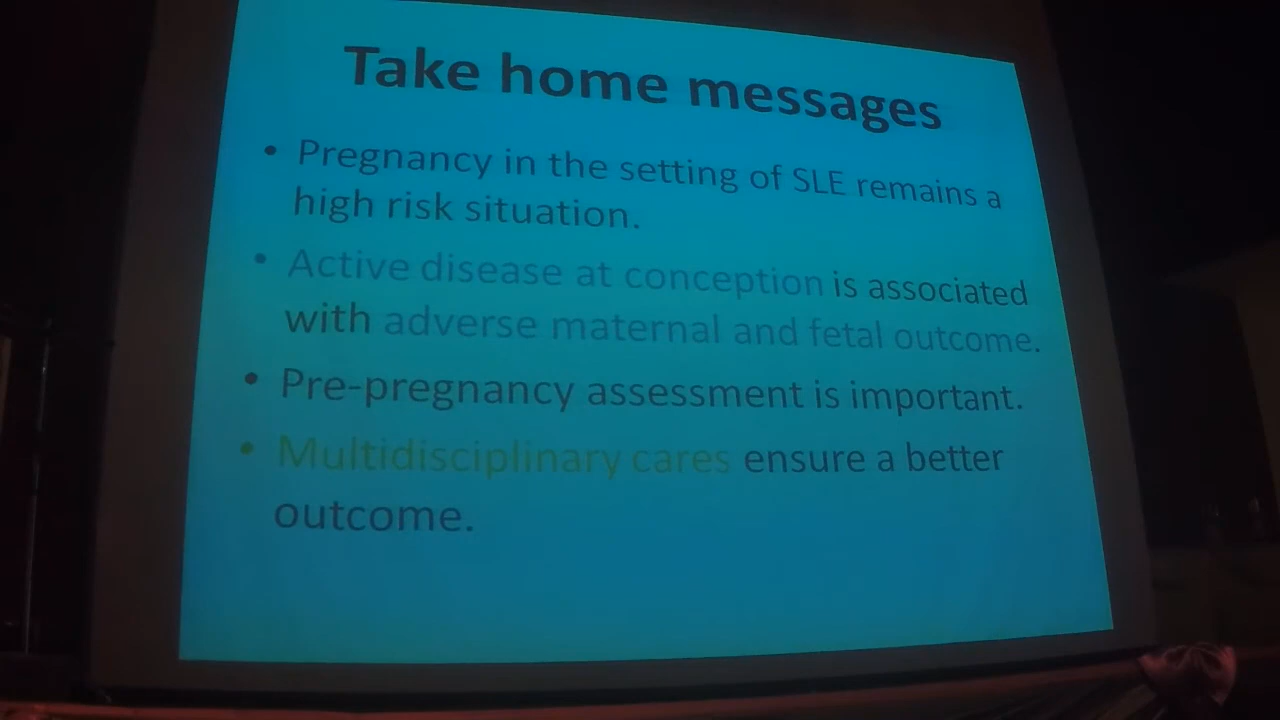 Take home messages
• Pregnancy in the setting of SLE remains a
high risk situation.
• Active disease at conception is associated
with adverse maternal and fetal outcome.
• Pre-pregnancy assessment is important.
• Multidisciplinary cares ensure a better
outcome.